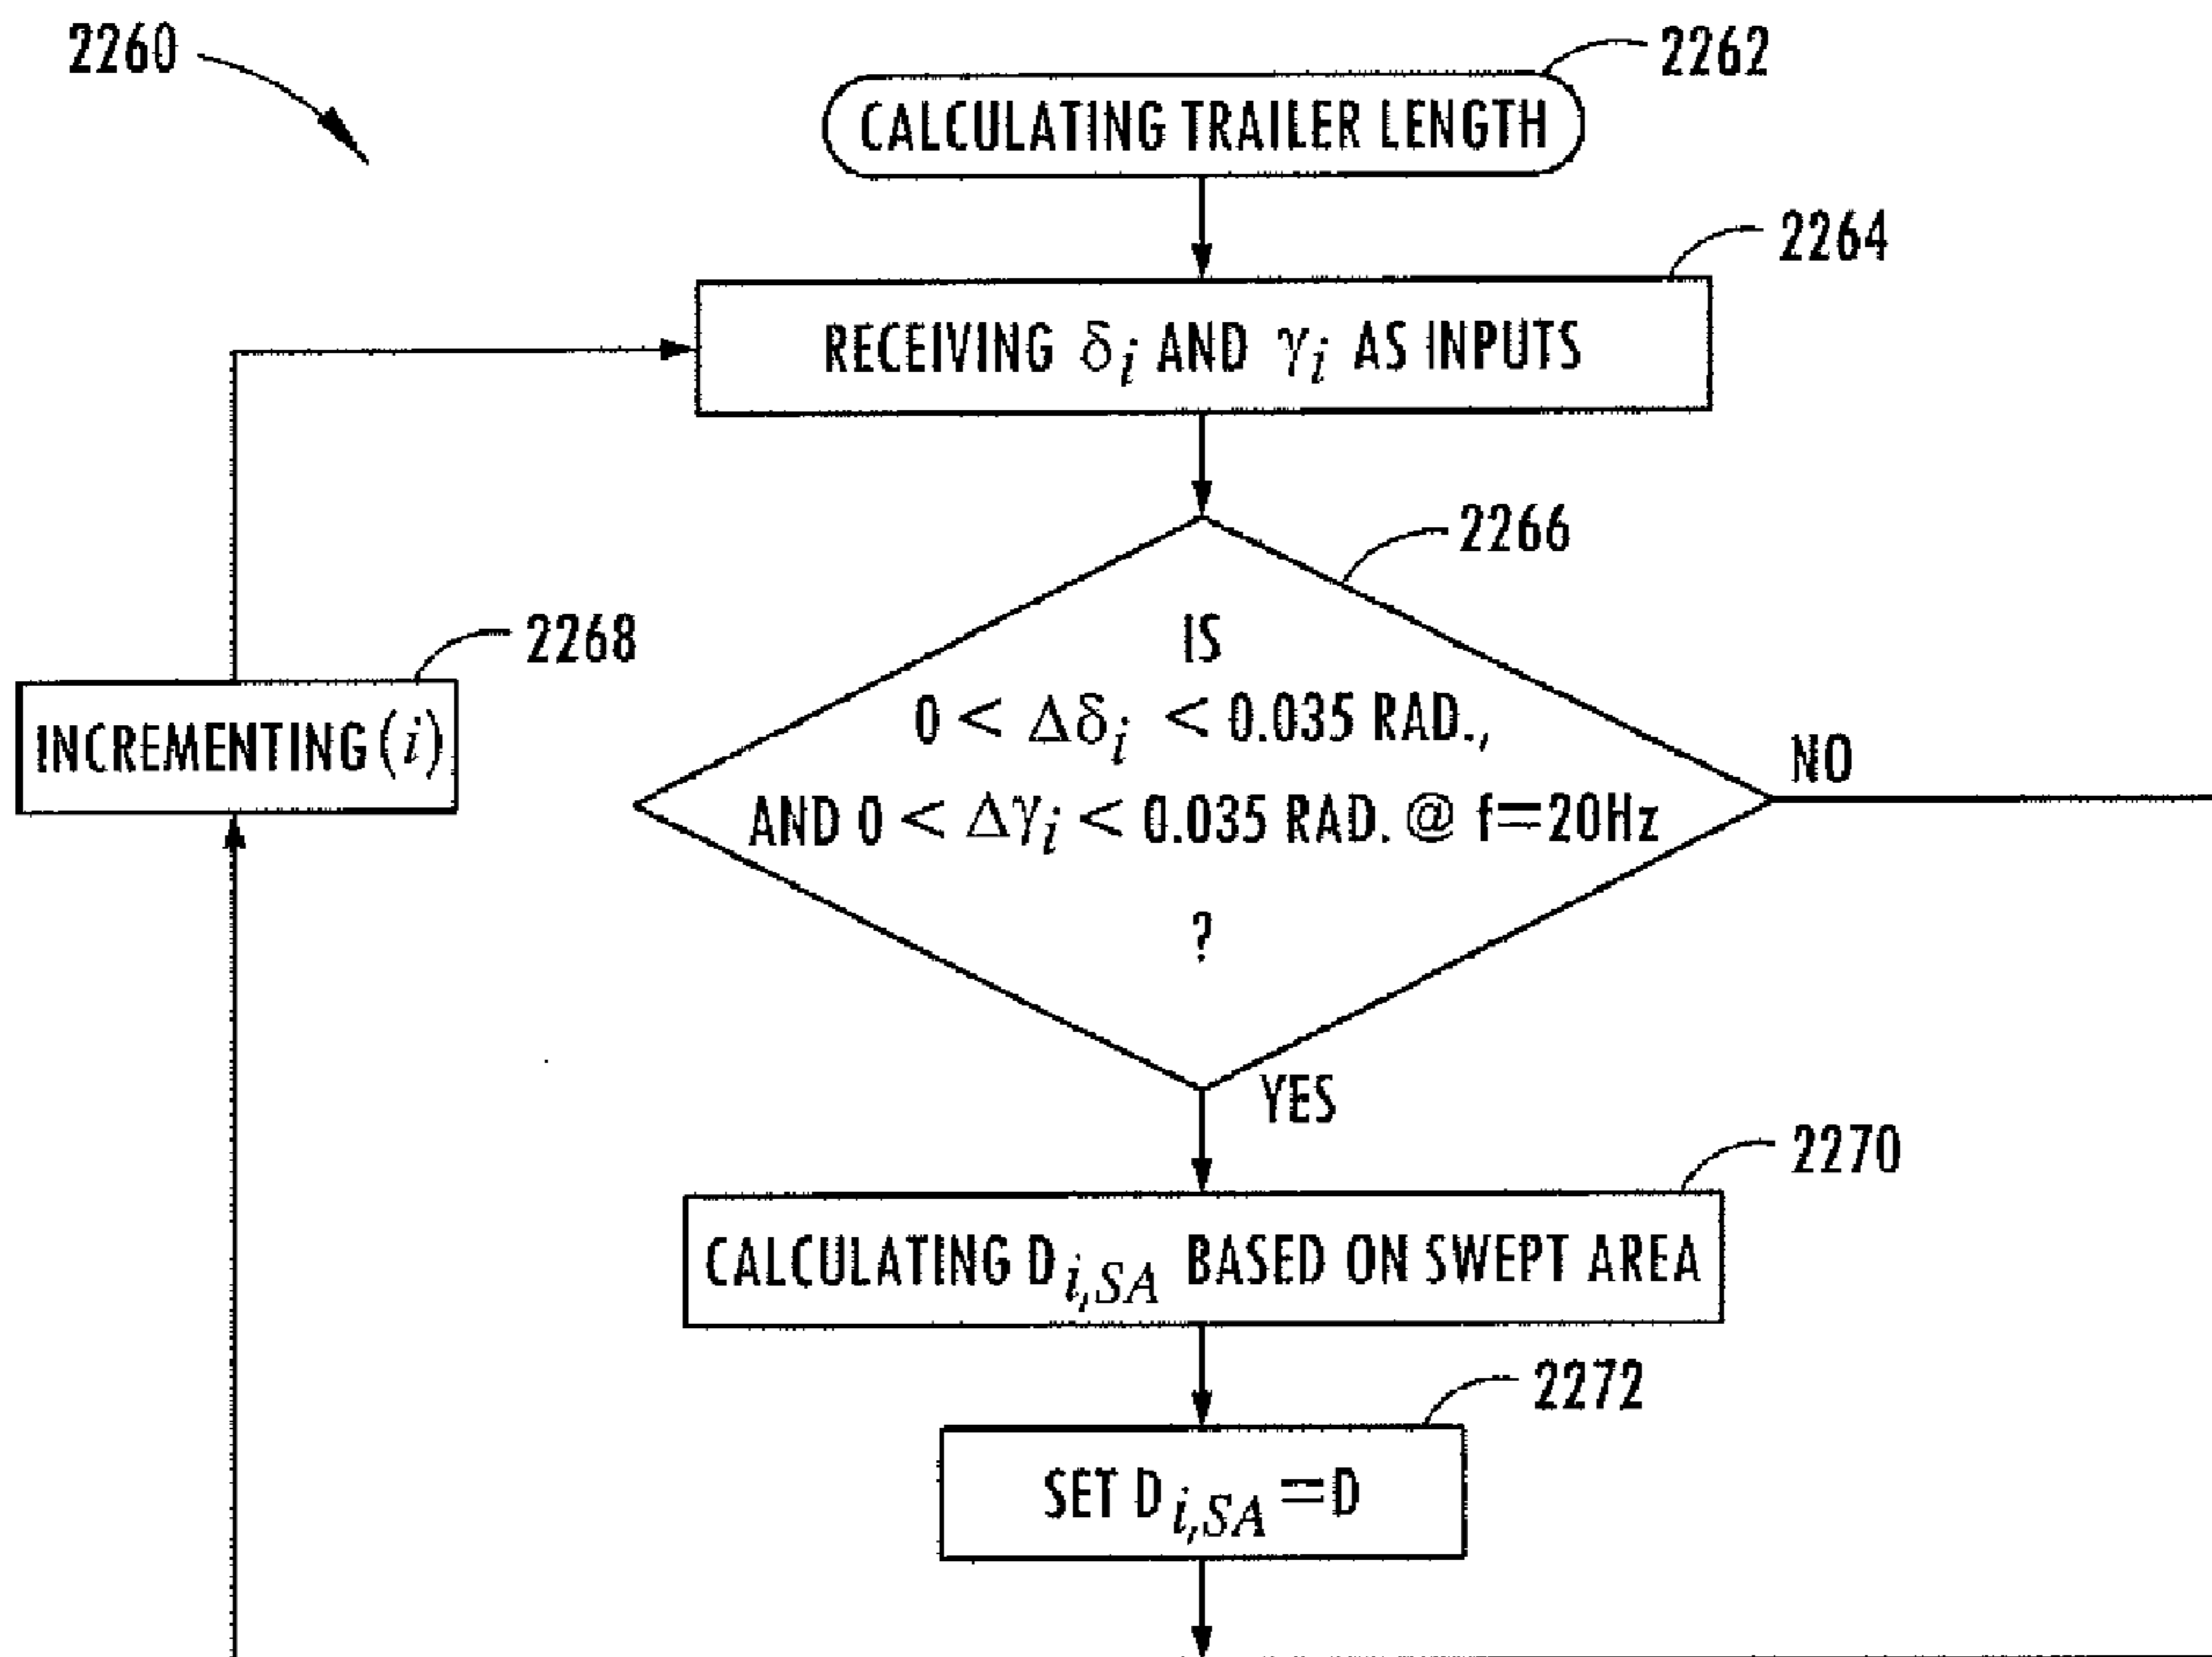 2260
2262
CALCULATING TRAILER LENGTH
2264
RECEIVING δi AND γi AS INPUTS
2266
IS
0 < Δδi < 0.035 RAD.,
AND 0 < Δγi < 0.035 RAD. @ f=20Hz
?
NO
2268
INCREMENTING (i)
YES
2270
CALCULATING Di,SA BASED ON SWEPT AREA
2272
SET Di,SA =D